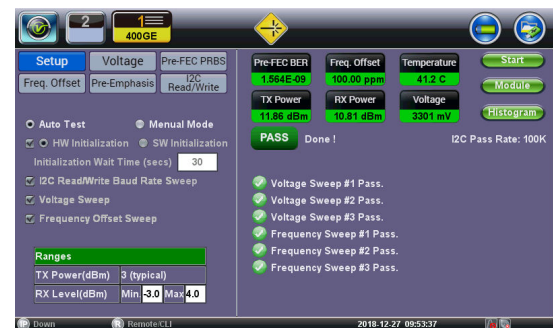 2
1
400GE
Setup
Voltage
Pre-FEC PRBS
Freq. Offset
Pre-Emphasis
I2C
Read/Write
Auto Test
Menual Mode
HW Initialization
SW Initialization
Initialization Wait Time (secs)
30
I2C Read/Write Baud Rate Sweep
Voltage Sweep
Frequency Offset Sweep
Ranges
TX Power(dBm) 3 (typical)
RX Level(dBm) Min. -3.0 Max 4.0
Pre-FEC BER
Freq. Offset
Temperature
1.564E-09
100.00 ppm
41.2 C
TX Power
RX Power
Voltage
11.86 dBm
10.81 dBm
3301 mV
Start
Module
Histogram
PASS Done !
I2C Pass Rate: 100K
Voltage Sweep #1 Pass.
Voltage Sweep #2 Pass.
Voltage Sweep #3 Pass.
Frequency Sweep #1 Pass.
Frequency Sweep #2 Pass.
Frequency Sweep #3 Pass.
IP Down
R Remote/CLI
2018-12-27 09:53:37